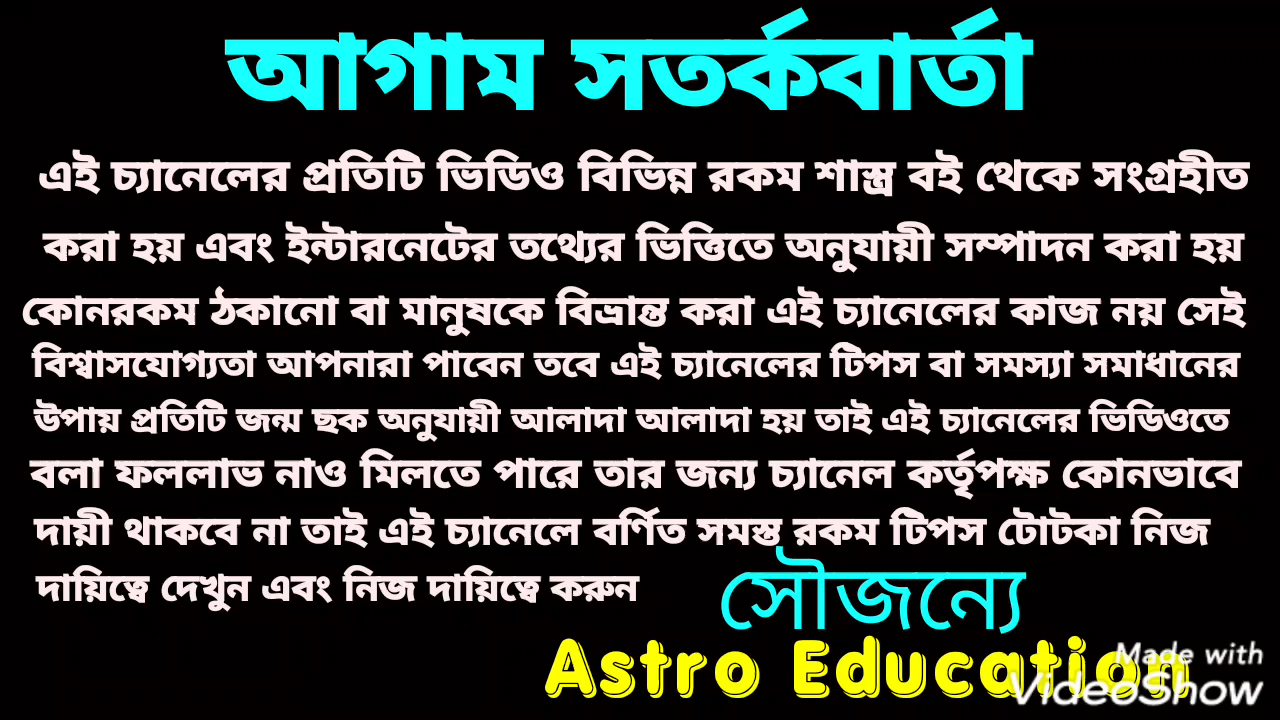 আগাম সতর্কবার্তা
এই চ্যানেলের প্রতিটি ভিডিও বিভিন্ন রকম শাস্ত্র বই থেকে সংগ্রহীত
করা হয় এবং ইন্টারনেটের তথ্যের ভিত্তিতে অনুযায়ী সম্পাদন করা হয়
কোনরকম ঠকানো বা মানুষকে বিভ্রান্ত করা এই চ্যানেলের কাজ নয় সেই
বিশ্বাসযোগ্যতা আপনারা পাবেন তবে এই চ্যানেলের টিপস বা সমস্যা সমাধানের
উপায় প্রতিটি জন্ম ছক অনুযায়ী আলাদা আলাদা হয় তাই এই চ্যানেলের ভিডিওতে
বলা ফললাভ নাও মিলতে পারে তার জন্য চ্যানেল কর্তৃপক্ষ কোনভাবে
দায়ী থাকবে না তাই এই চ্যানেলে বর্ণিত সমস্ত রকম টিপস টোটকা নিজ
দায়িত্বে দেখুন এবং নিজ দায়িত্বে করুন
সৌজন্যে
Astro Education
Made with
VideoShow